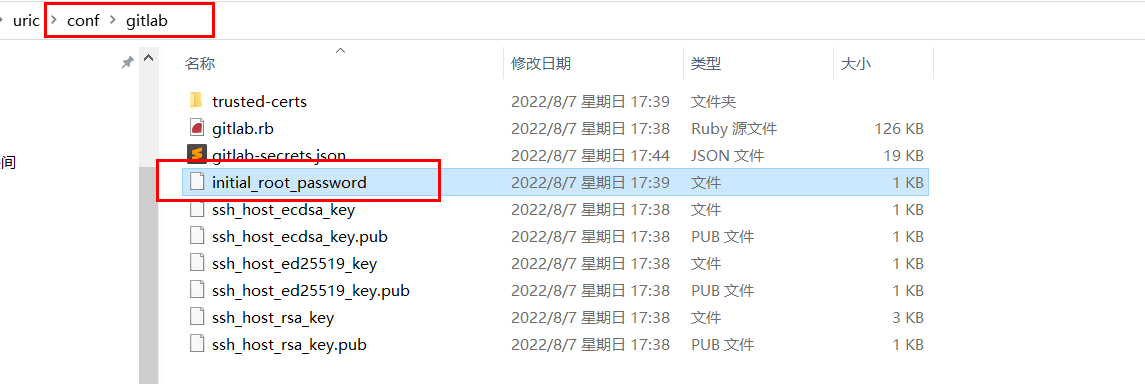 uric > conf > gitlab
名称 修改日期 类型 大小
trusted-certs 2022/8/7 星期日 17:39 文件夹
gitlab.rb 2022/8/7 星期日 17:38 Ruby 源文件 126 KB
gitlab-secrets.json 2022/8/7 星期日 17:44 JSON 文件 19 KB
间
initial_root_password 2022/8/7 星期日 17:39 文件 1 KB
ssh_host_ecdsa_key 2022/8/7 星期日 17:38 文件 1 KB
ssh_host_ecdsa_key.pub 2022/8/7 星期日 17:38 PUB 文件 1 KB
ssh_host_ed25519_key 2022/8/7 星期日 17:38 文件 1 KB
ssh_host_ed25519_key.pub 2022/8/7 星期日 17:38 PUB 文件 1 KB
ssh_host_rsa_key 2022/8/7 星期日 17:38 文件 3 KB
ssh_host_rsa_key.pub 2022/8/7 星期日 17:38 PUB 文件 1 KB